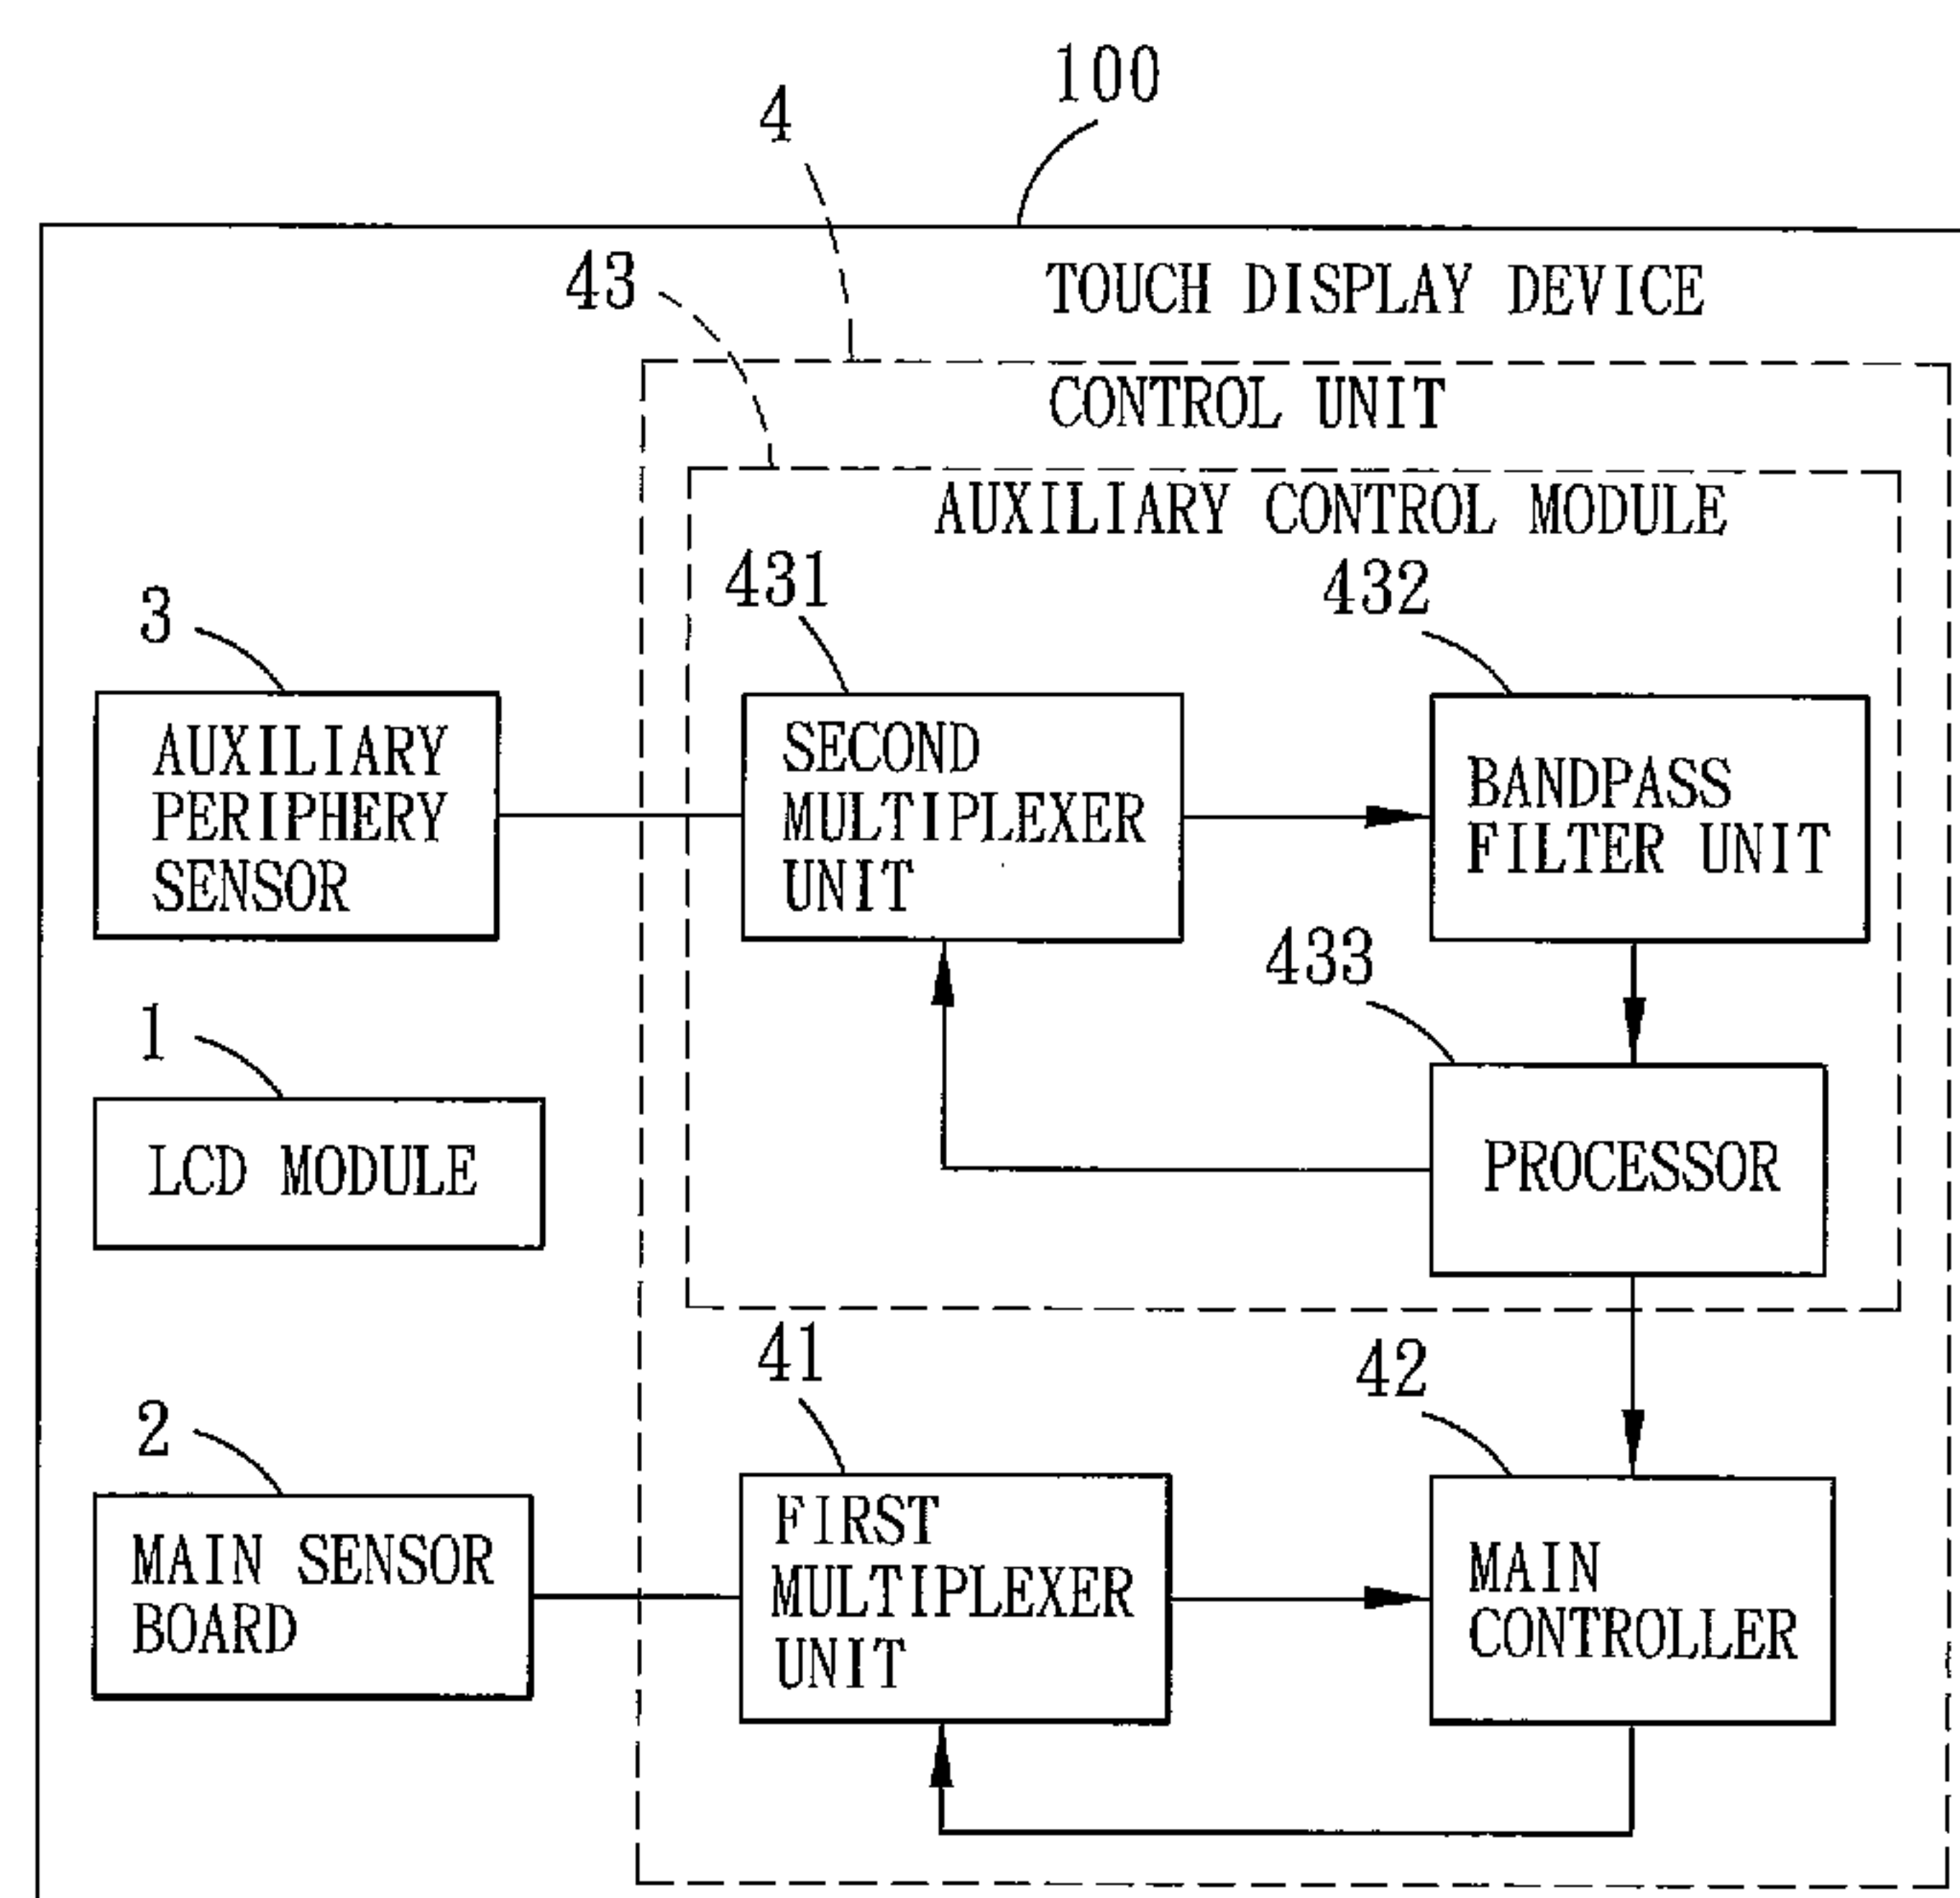 100
4
43
TOUCH DISPLAY DEVICE
CONTROL UNIT
AUXILIARY CONTROL MODULE
431
432
3
AUXILIARY
PERIPHERY
SENSOR
SECOND
MULTIPLEXER
UNIT
BANDPASS
FILTER UNIT
433
1
LCD MODULE
PROCESSOR
41
42
2
MAIN SENSOR
BOARD
FIRST
MULTIPLEXER
UNIT
MAIN
CONTROLLER